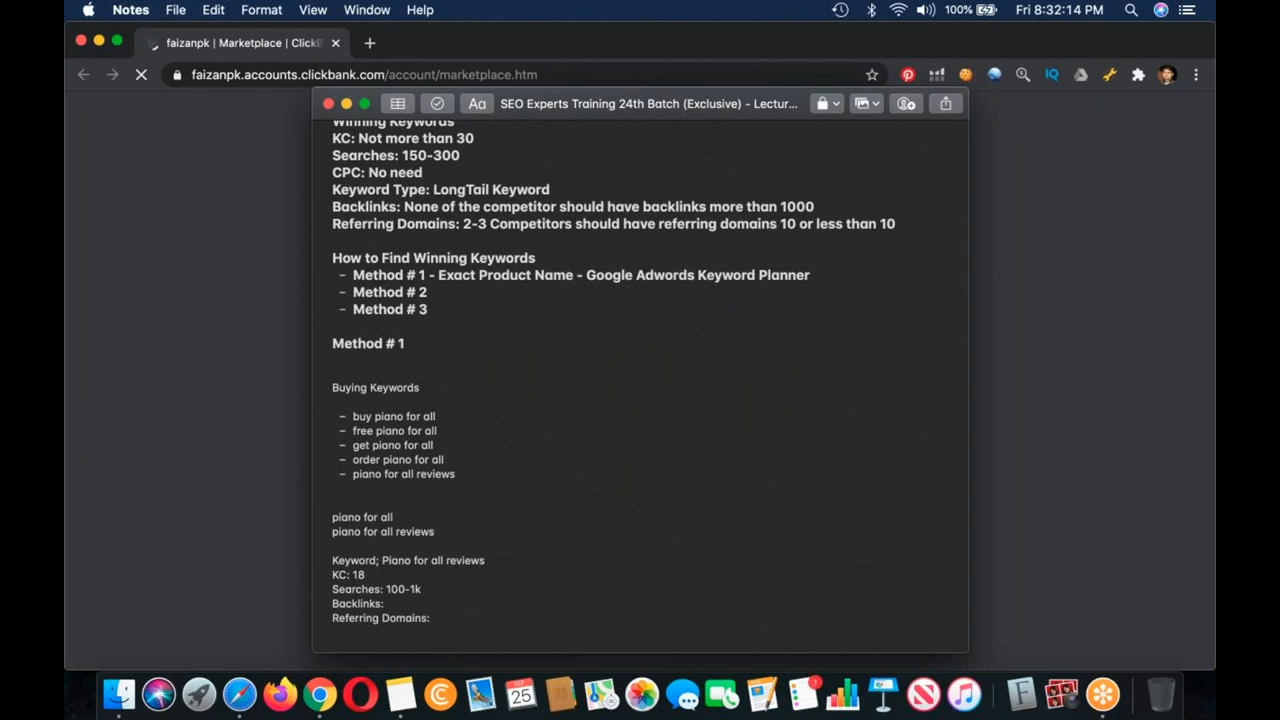 Notes File Edit Format View Window Help 100% Fri 8:32:14 PM
faizanpk | Marketplace | ClickB
faizanpk.accounts.clickbank.com/account/marketplace.htm
Aa SEO Experts Training 24th Batch (Exclusive) - Lectur...
Winning Keywords
KC: Not more than 30
Searches: 150-300
CPC: No need
Keyword Type: LongTail Keyword
Backlinks: None of the competitor should have backlinks more than 1000
Referring Domains: 2-3 Competitors should have referring domains 10 or less than 10
How to Find Winning Keywords
- Method # 1 - Exact Product Name - Google Adwords Keyword Planner
- Method # 2
- Method # 3
Method # 1
Buying Keywords
- buy piano for all
- free piano for all
- get piano for all
- order piano for all
- piano for all reviews
piano for all
piano for all reviews
Keyword; Piano for all reviews
KC: 18
Searches: 100-1k
Backlinks:
Referring Domains:
SEP
25
1